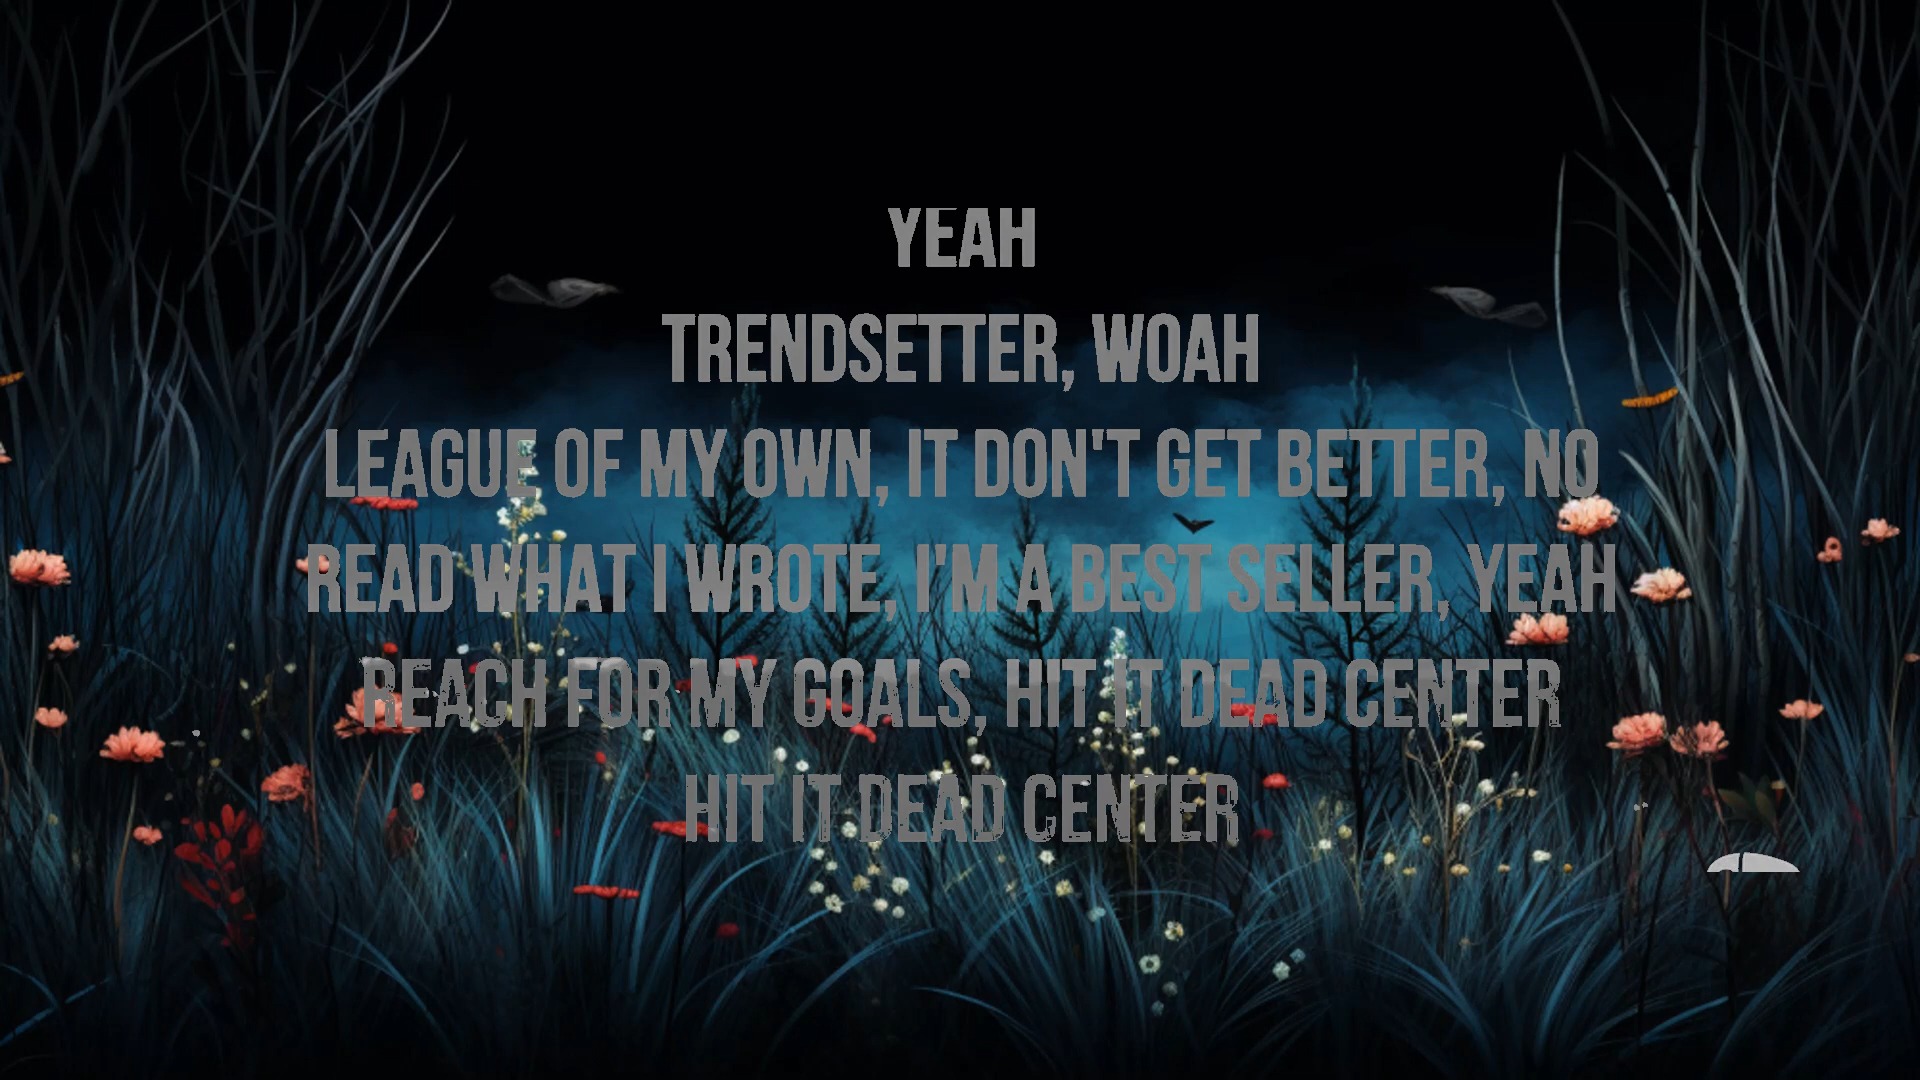 YEAH
TRENDSETTER, WOAH
LEAGUE OF MY OWN, IT DON'T GET BETTER, NO
READ WHAT I WROTE, I'M A BEST SELLER, YEAH
REACH FOR MY GOALS, HIT IT DEAD CENTER
HIT IT DEAD CENTER